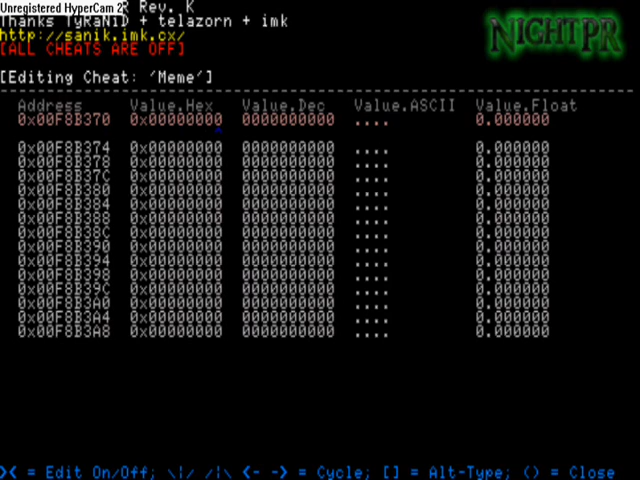 Unregistered HyperCam 2
R Rev. K
Thanks TyRaNiD + telazorn + imk
http://sanik.imk.cx/
[ALL CHEATS ARE OFF]
NIGHTPR
[Editing Cheat: 'Meme']
Address Value.Hex Value.Dec Value.ASCII Value.Float
0x00F8B370 0x00000000 0000000000 .... 0.000000
^
0x00F8B374 0x00000000 0000000000 .... 0.000000
0x00F8B378 0x00000000 0000000000 .... 0.000000
0x00F8B37C 0x00000000 0000000000 .... 0.000000
0x00F8B380 0x00000000 0000000000 .... 0.000000
0x00F8B384 0x00000000 0000000000 .... 0.000000
0x00F8B388 0x00000000 0000000000 .... 0.000000
0x00F8B38C 0x00000000 0000000000 .... 0.000000
0x00F8B390 0x00000000 0000000000 .... 0.000000
0x00F8B394 0x00000000 0000000000 .... 0.000000
0x00F8B398 0x00000000 0000000000 .... 0.000000
0x00F8B39C 0x00000000 0000000000 .... 0.000000
0x00F8B3A0 0x00000000 0000000000 .... 0.000000
0x00F8B3A4 0x00000000 0000000000 .... 0.000000
0x00F8B3A8 0x00000000 0000000000 .... 0.000000
>< = Edit On/Off; \|/ /|\ <- -> = Cycle; [] = Alt-Type; () = Close